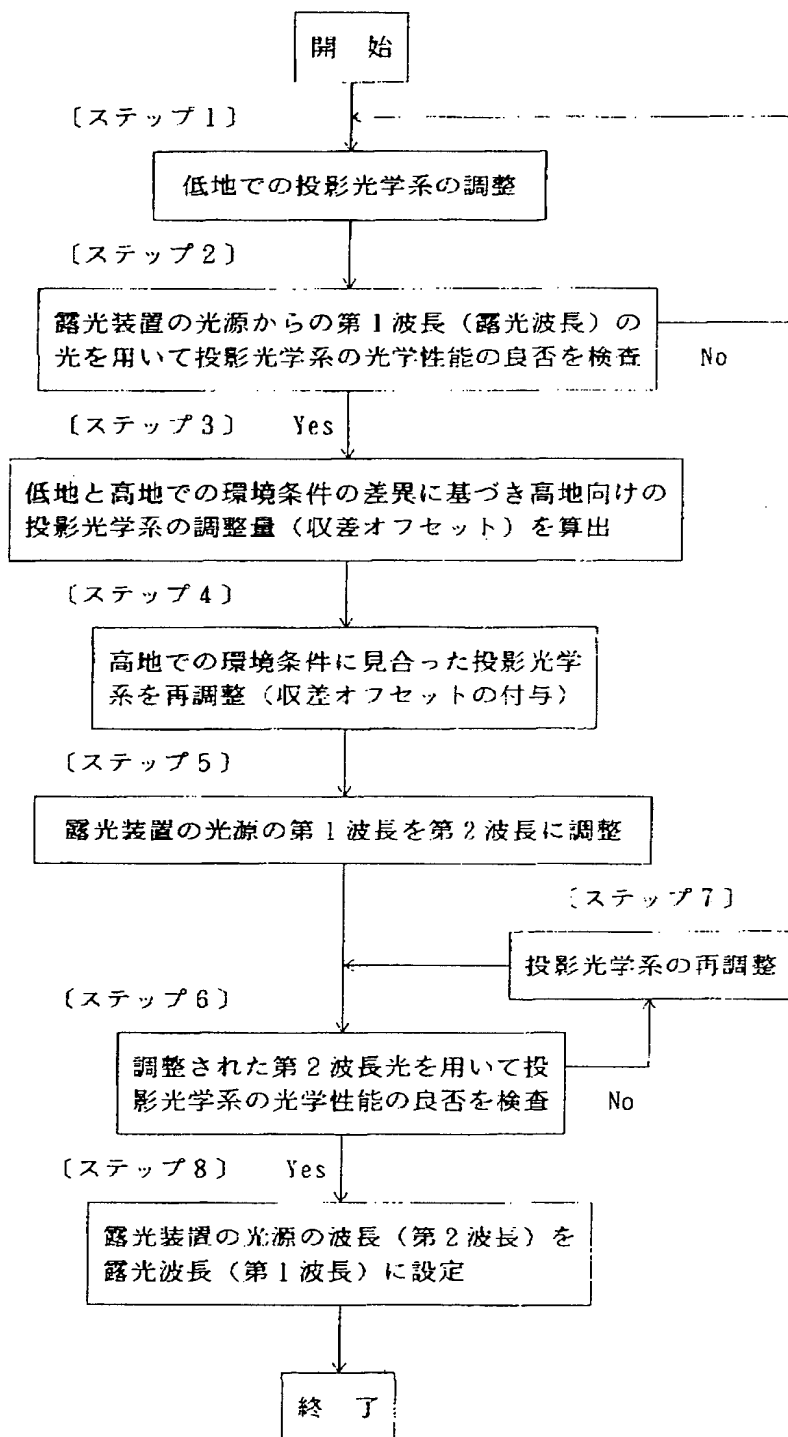 開 始
〔ステップ1〕
低地での投影光学系の調整
〔ステップ2〕
露光装置の光源からの第1波長(露光波長)の
光を用いて投影光学系の光学性能の良否を検査
No
〔ステップ3〕 Yes
低地と高地での環境条件の差異に基づき高地向けの
投影光学系の調整量(収差オフセット)を算出
〔ステップ4〕
高地での環境条件に見合った投影光学
系を再調整(収差オフセットの付与)
〔ステップ5〕
露光装置の光源の第1波長を第2波長に調整
〔ステップ7〕
投影光学系の再調整
〔ステップ6〕
調整された第2波長光を用いて投
影光学系の光学性能の良否を検査
No
〔ステップ8〕 Yes
露光装置の光源の波長(第2波長)を
露光波長(第1波長)に設定
終 了